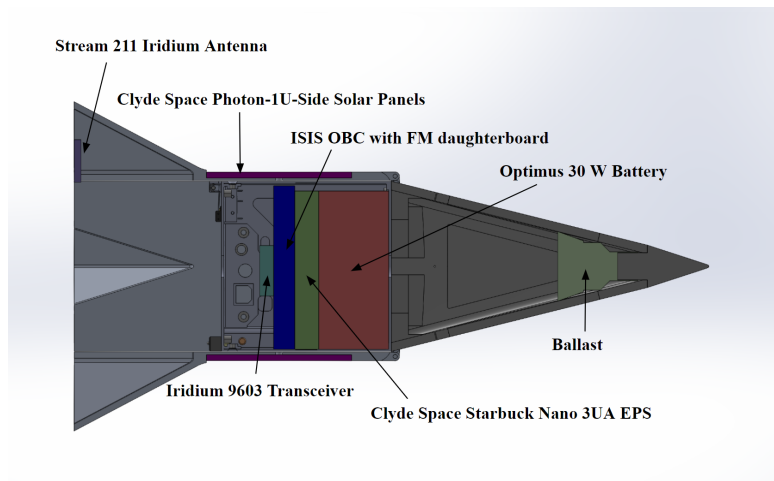 Stream 211 Iridium Antenna
Clyde Space Photon-1U-Side Solar Panels
ISIS OBC with FM daughterboard
Optimus 30 W Battery
Ballast
Iridium 9603 Transceiver
Clyde Space Starbuck Nano 3UA EPS